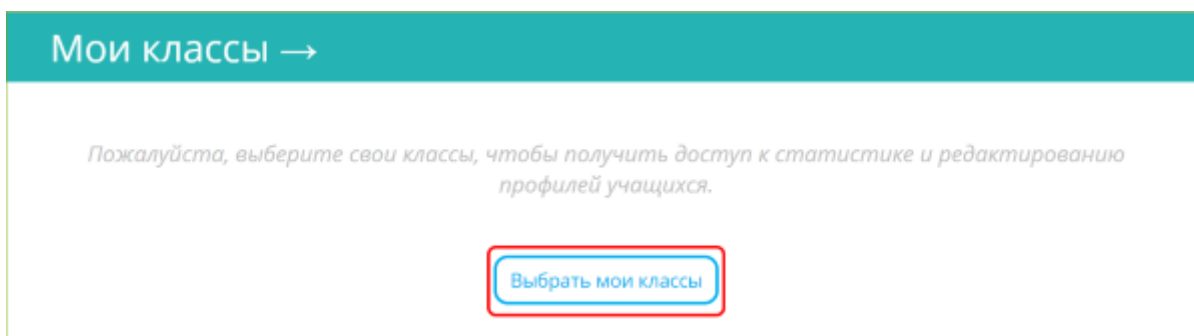 Мои классы →
Пожалуйста, выберите свои классы, чтобы получить доступ к статистике и редактированию
профилей учащихся.
Выбрать мои классы